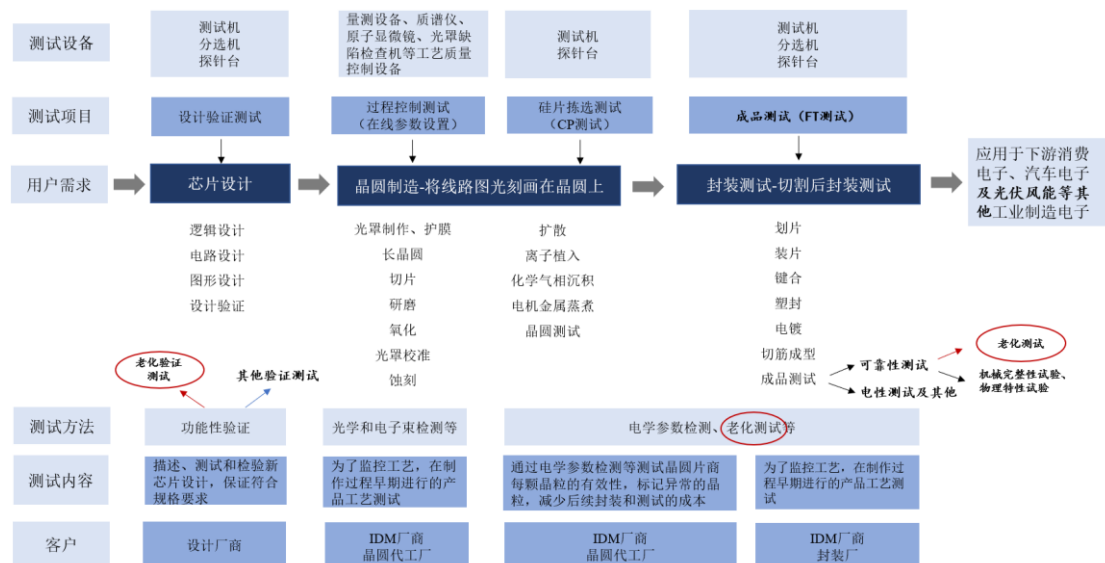 测试设备
测试机
分选机
探针台
量测设备、质谱仪、
原子显微镜、光罩缺
陷检查机等工艺质量
控制设备
测试机
探针台
测试机
分选机
探针台
测试项目
设计验证测试
过程控制测试
（在线参数设置）
硅片拣选测试
（CP测试）
成品测试（FT测试）
用户需求
芯片设计
晶圆制造-将线路图光刻画在晶圆上
封装测试-切割后封装测试
应用于下游消费
电子、汽车电子
及光伏风能等其
他工业制造电子
逻辑设计
电路设计
图形设计
设计验证
光罩制作、护膜
长晶圆
切片
研磨
氧化
光罩校准
蚀刻
扩散
离子植入
化学气相沉积
电机金属蒸煮
晶圆测试
划片
装片
键合
塑封
电镀
切筋成型
成品测试
老化验证
测试
其他验证测试
可靠性测试
电性测试及其他
老化测试
机械完整性试验、
物理特性试验
测试方法
功能性验证
光学和电子束检测等
电学参数检测、老化测试等
测试内容
描述、测试和检验新
芯片设计，保证符合
规格要求
为了监控工艺，在制
作过程早期进行的产
品工艺测试
通过电学参数检测等测试晶圆片商
每颗晶粒的有效性，标记异常的晶
粒，减少后续封装和测试的成本
为了监控工艺，在制作过
程早期进行的产品工艺测
试
客户
设计厂商
IDM厂商
晶圆代工厂
IDM厂商
晶圆代工厂
IDM厂商
封装厂